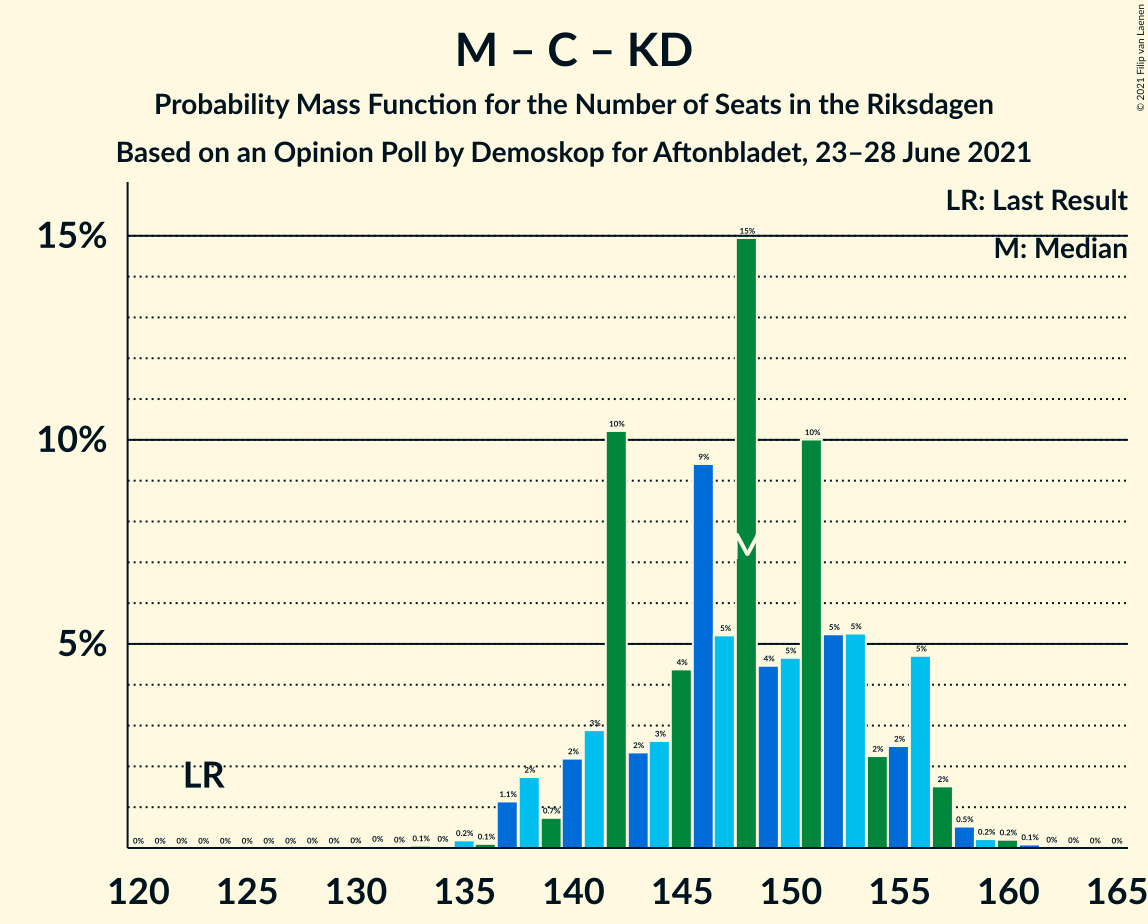 M – C – KD
Probability Mass Function for the Number of Seats in the Riksdagen
Based on an Opinion Poll by Demoskop for Aftonbladet, 23–28 June 2021
© 2021 Filip van Laenen
LR: Last Result
M: Median
15%
10%
5%
LR
M
0% 0% 0% 0% 0% 0% 0% 0% 0% 0% 0% 0% 0% 0.1% 0% 0.2% 0.1% 1.1% 2% 0.7% 2% 3% 10% 2% 3% 4% 9% 5% 15% 4% 5% 10% 5% 5% 2% 2% 5% 2% 0.5% 0.2% 0.2% 0.1% 0% 0% 0% 0%
120 125 130 135 140 145 150 155 160 165